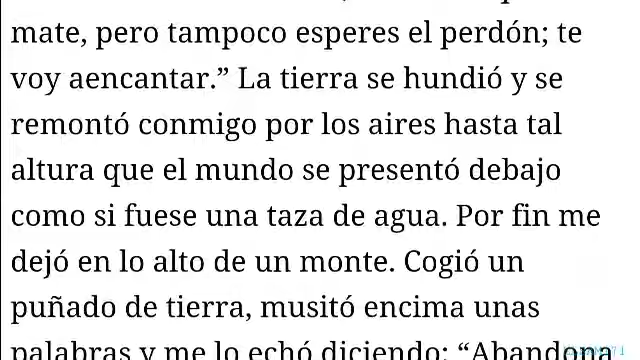 mate, pero tampoco esperes el perdón; te
voy aencantar.” La tierra se hundió y se
remontó conmigo por los aires hasta tal
altura que el mundo se presentó debajo
como si fuese una taza de agua. Por fin me
dejó en lo alto de un monte. Cogió un
puñado de tierra, musitó encima unas
palabras y me lo echó diciendo: “Abandona